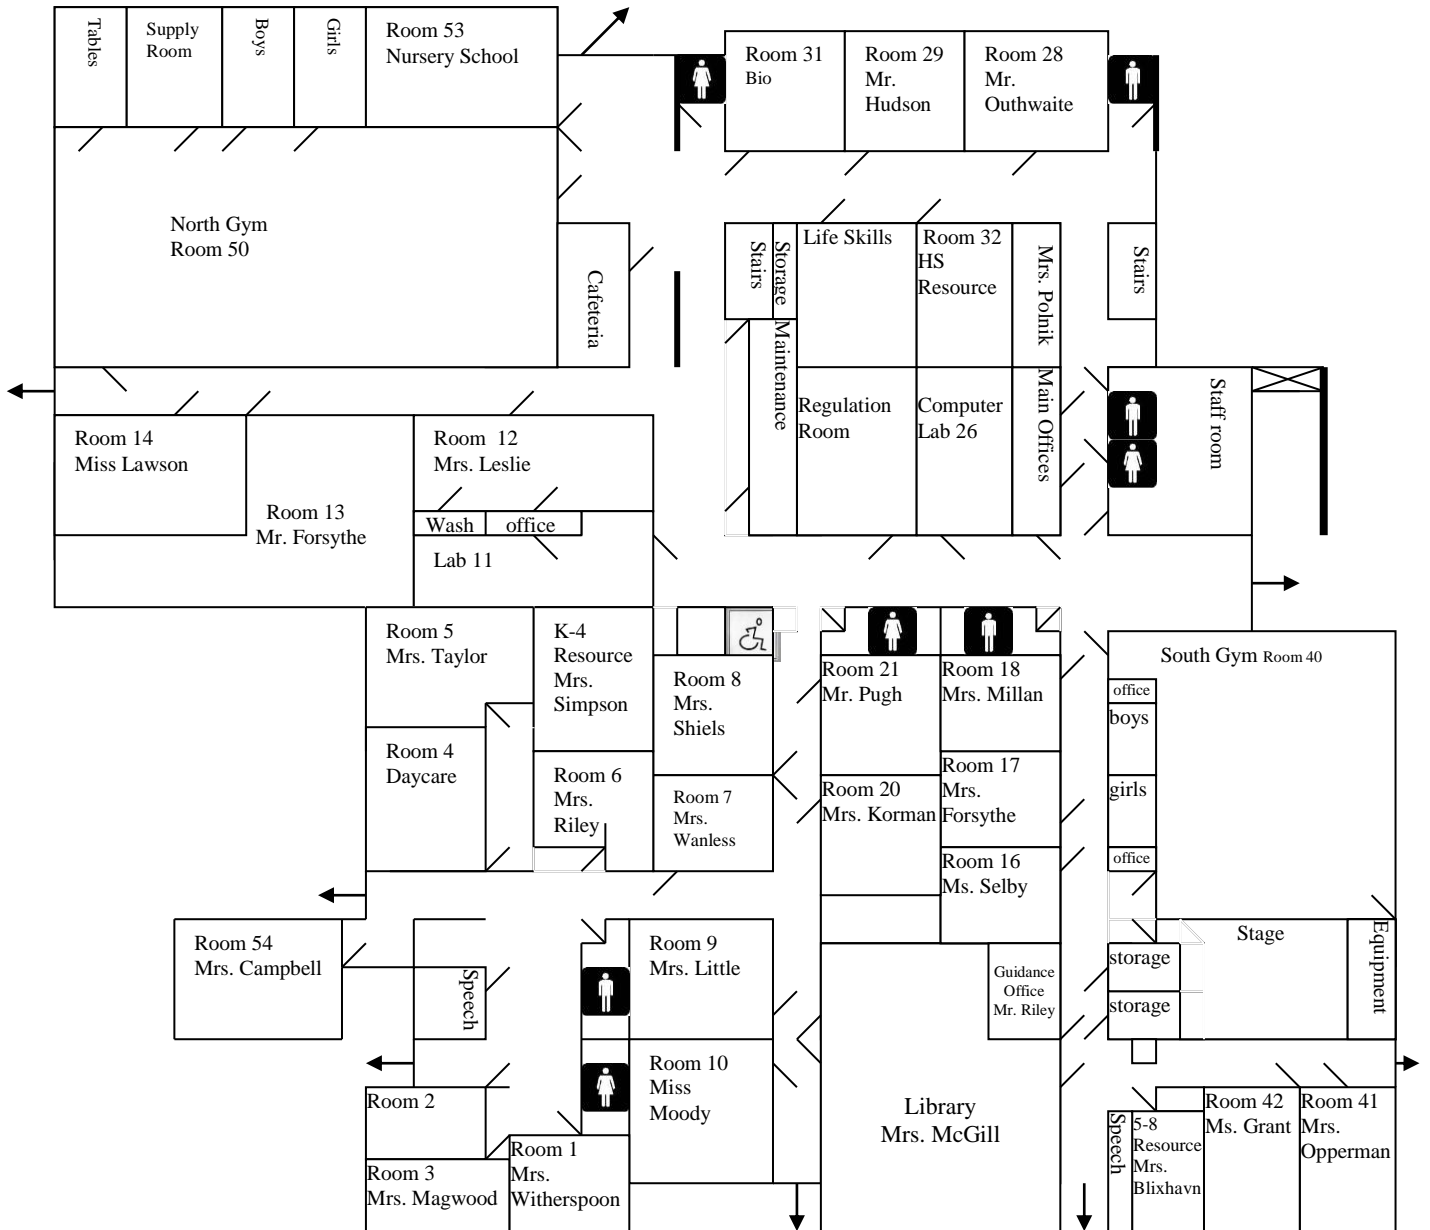 Tables
Supply
Room
Boys
Girls
Room 53
Nursery School
Room 31
Bio
Room 29
Mr.
Hudson
Room 28
Mr.
Outhwaite
North Gym
Room 50
Cafeteria
Stairs
Storage
Life Skills
Room 32
HS
Resource
Mrs. Polnik
Stairs
Maintenance
Regulation
Room
Computer
Lab 26
Main Offices
Staff room
Room 14
Miss Lawson
Room 13
Mr. Forsythe
Room 12
Mrs. Leslie
Wash
office
Lab 11
Room 5
Mrs. Taylor
K-4
Resource
Mrs.
Simpson
Room 8
Mrs.
Shiels
Room 21
Mr. Pugh
Room 18
Mrs. Millan
South Gym Room 40
office
boys
girls
office
Room 4
Daycare
Room 6
Mrs.
Riley
Room 7
Mrs.
Wanless
Room 20
Mrs. Korman
Room 17
Mrs.
Forsythe
Room 16
Ms. Selby
Room 54
Mrs. Campbell
Speech
Room 9
Mrs. Little
Guidance
Office
Mr. Riley
storage
storage
Stage
Equipment
Room 2
Room 3
Mrs. Magwood
Room 1
Mrs.
Witherspoon
Room 10
Miss
Moody
Library
Mrs. McGill
Speech
5-8
Resource
Mrs.
Blixhavn
Room 42
Ms. Grant
Room 41
Mrs.
Opperman